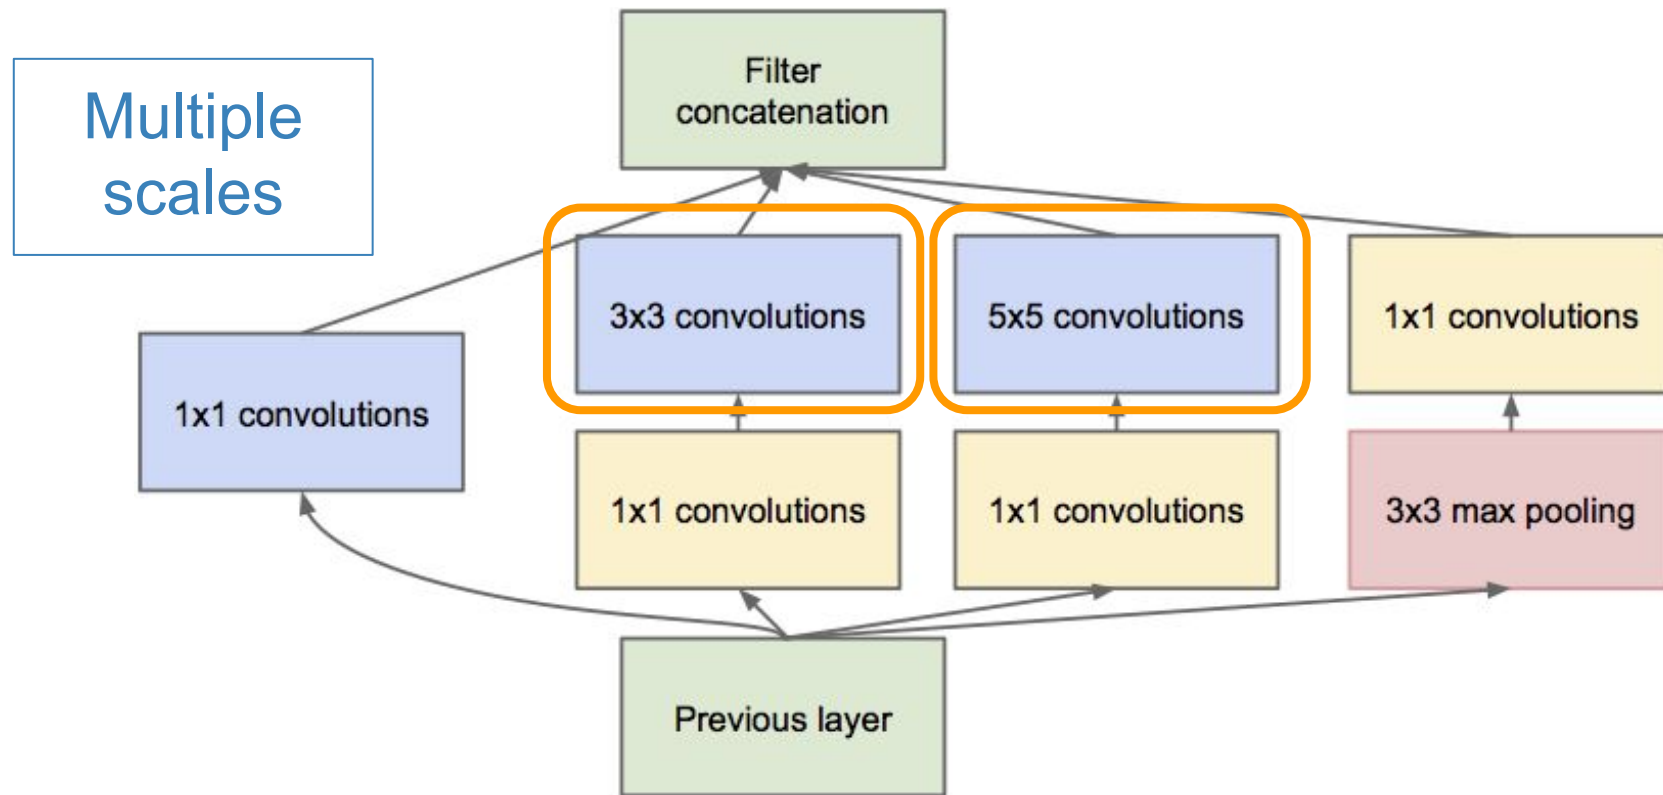 Multiple
scales
Filter
concatenation
3x3 convolutions
5x5 convolutions
1x1 convolutions
1x1 convolutions
1x1 convolutions
1x1 convolutions
3x3 max pooling
Previous layer